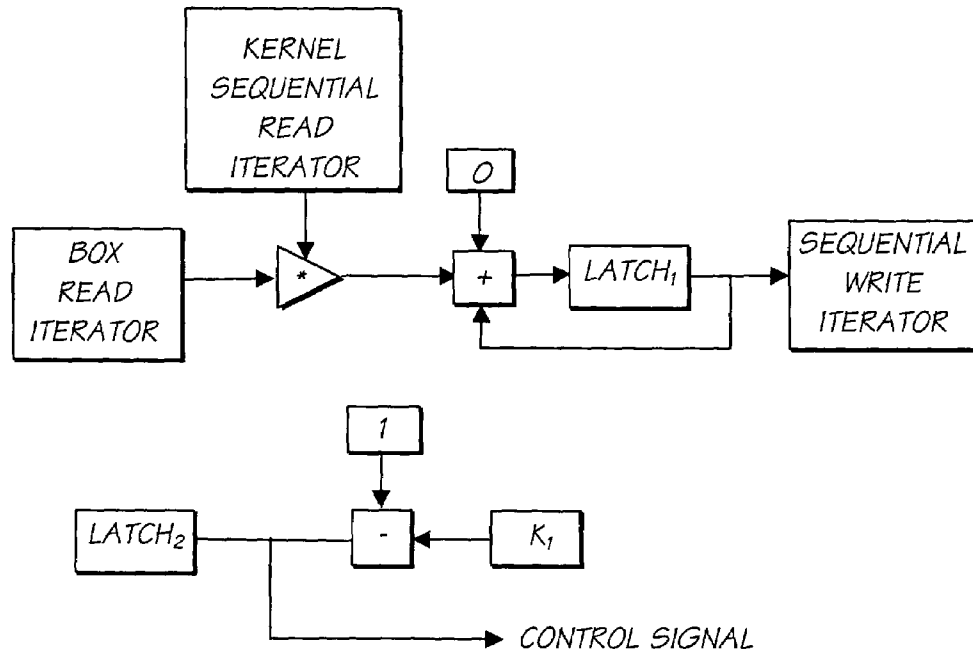 KERNEL
SEQUENTIAL
READ
ITERATOR
0
BOX
READ
ITERATOR
*
+
LATCH₁
SEQUENTIAL
WRITE
ITERATOR
1
LATCH₂
-
K₁
CONTROL SIGNAL